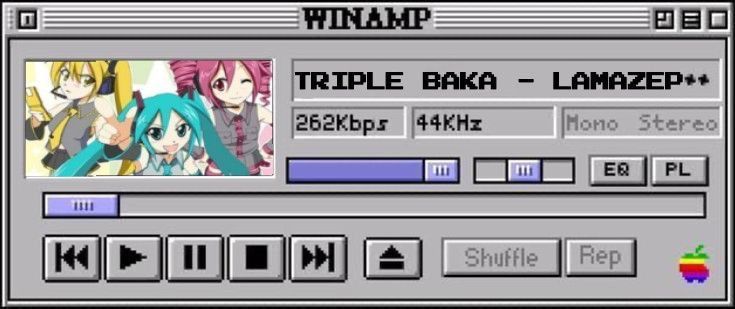 WINAMP
TRIPLE BAKA - LAMAZEP**
262Kbps 44KHz Mono Stereo
EQ PL
Shuffle Rep